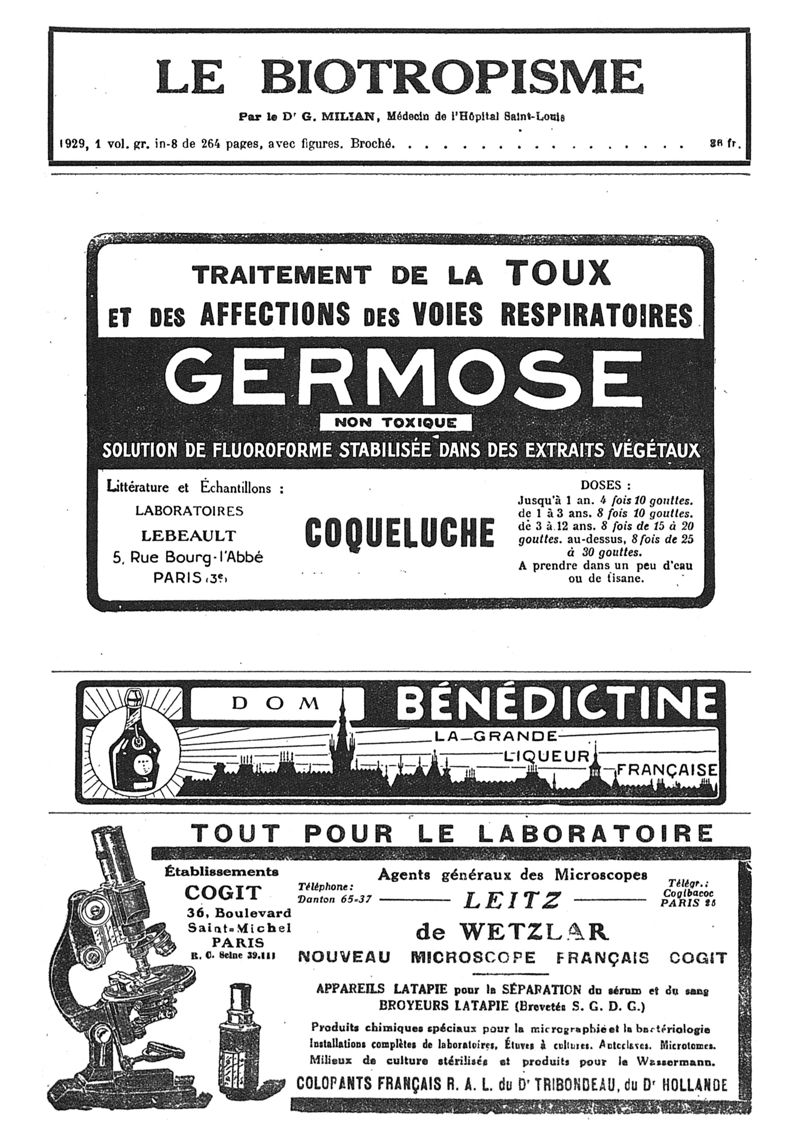 LE BIOTROPISME
Par le Dr G. MILIAN, Médecin de l'Hôpital Saint-Louis
1929, 1 vol. gr. in-8 de 264 pages, avec figures. Broché. . . . . . . . . . . . . . . . . fr.
TRAITEMENT DE LA TOUX
ET DES AFFECTIONS DES VOIES RESPIRATOIRES
GERMOSE
NON TOXIQUE
SOLUTION DE FLUOROFORME STABILISÉE DANS DES EXTRAITS VÉGÉTAUX
Littérature et Échantillons :
LABORATOIRES
LEBEAULT
5, Rue Bourg-l'Abbé
PARIS (3e)
COQUELUCHE
DOSES :
Jusqu'à 1 an. 4 fois 10 gouttes.
de 1 à 3 ans. 8 fois 10 gouttes.
de 3 à 12 ans. 8 fois de 15 à 20
gouttes. au-dessus, 8 fois de 25
à 30 gouttes.
A prendre dans un peu d'eau
ou de tisane.
DOM BÉNÉDICTINE
LA GRANDE
LIQUEUR
FRANÇAISE
TOUT POUR LE LABORATOIRE
Établissements
COGIT
36, Boulevard
Saint-Michel
PARIS
R. C. Seine 39.111
Téléphone:
Danton 65-37
Agents généraux des Microscopes
LEITZ
Télégr.:
Cogibacoc
PARIS 25
de WETZLAR
NOUVEAU MICROSCOPE FRANÇAIS COGIT
APPAREILS LATAPIE pour la SÉPARATION du sérum et du sang
BROYEURS LATAPIE (Brevetés S. G. D. G.)
Produits chimiques spéciaux pour la micrographie et la bactériologie
Installations complètes de laboratoires, Étuves à cultures. Autoclaves. Microtomes.
Milieux de culture stérilisés et produits pour le Wassermann.
COLORANTS FRANÇAIS R. A. L. du Dr TRIBONDEAU, du Dr HOLLANDE